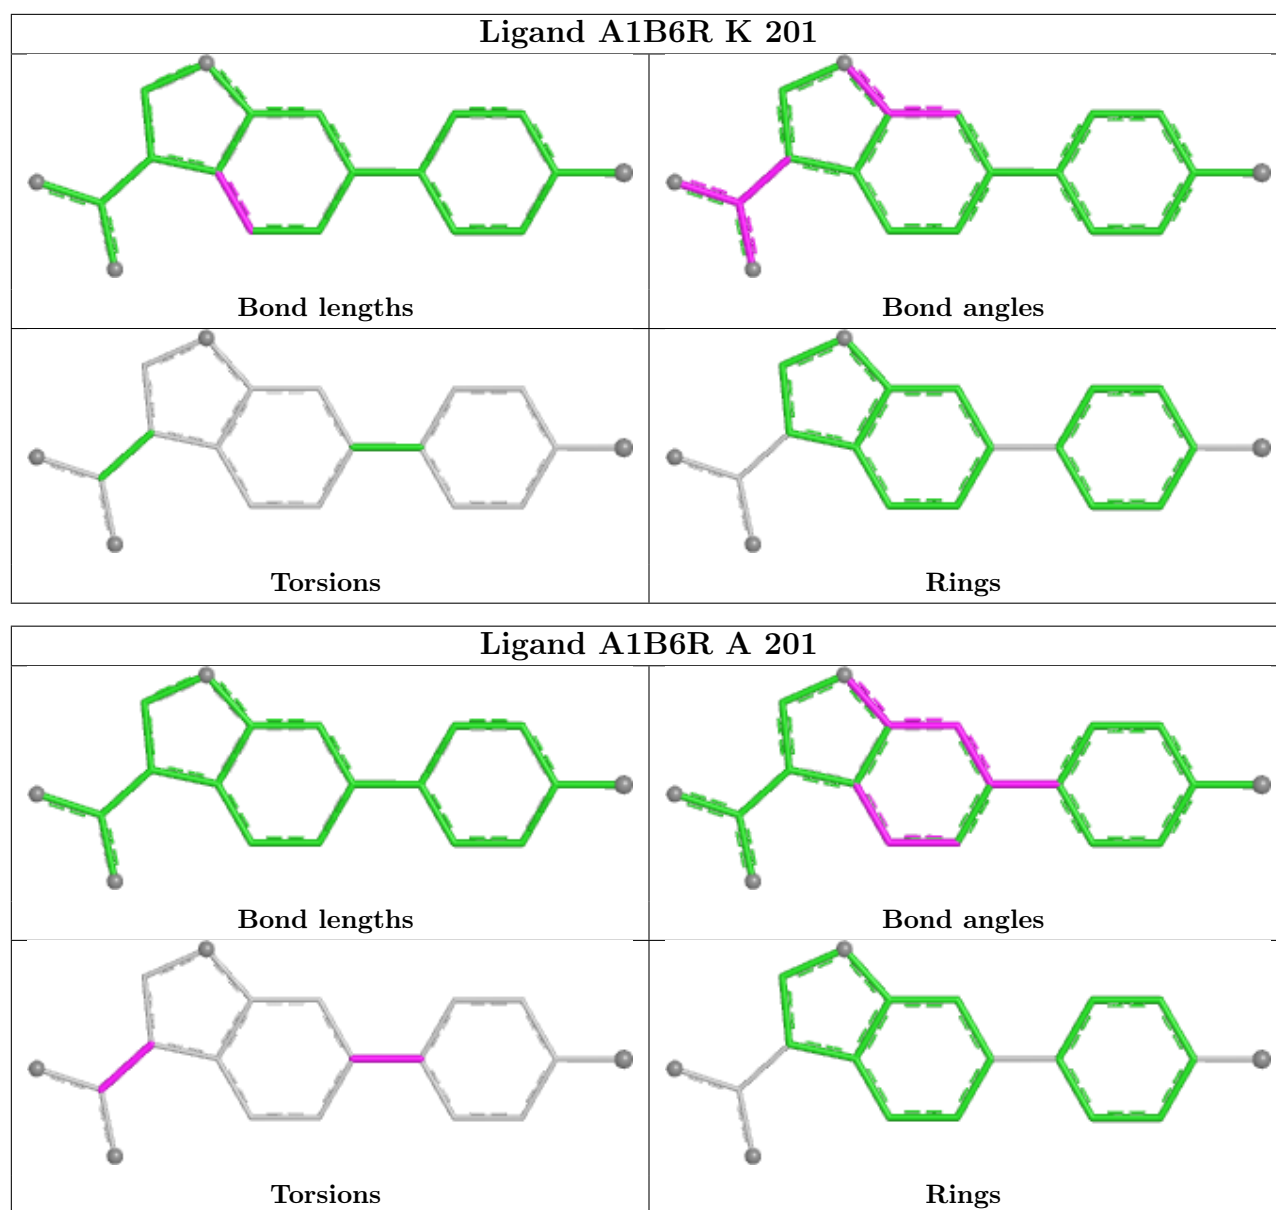 Ligand A1B6R K 201
Bond lengths
Bond angles
Torsions
Rings
Ligand A1B6R A 201
Bond lengths
Bond angles
Torsions
Rings